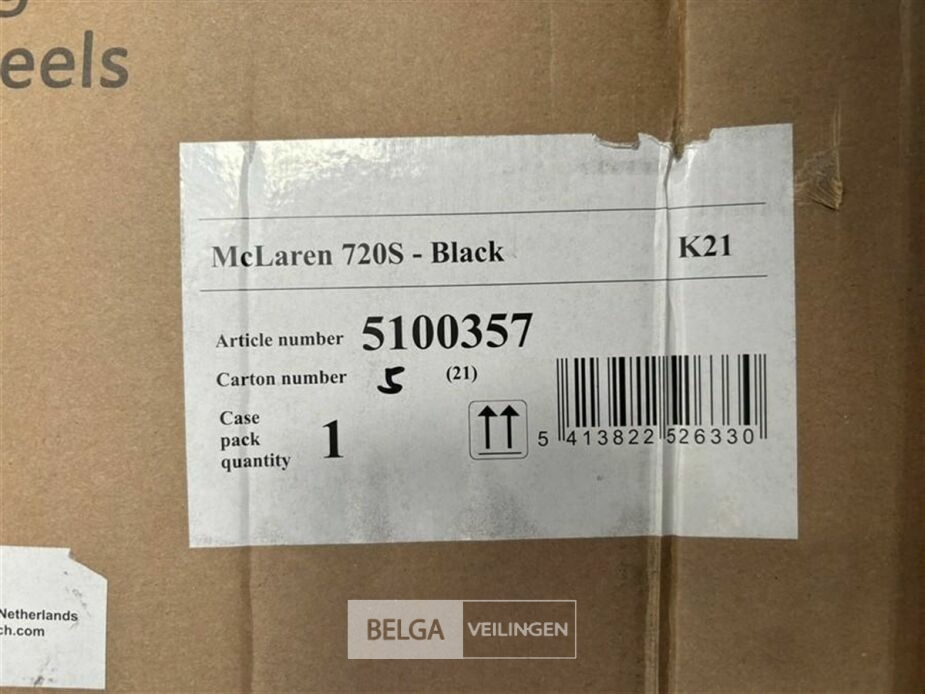 eels
McLaren 720S - Black K21
Article number 5100357
Carton number 5 (21)
Case
pack
quantity 1
5 413822 526330
Netherlands
ch.com
BELGA VEILINGEN